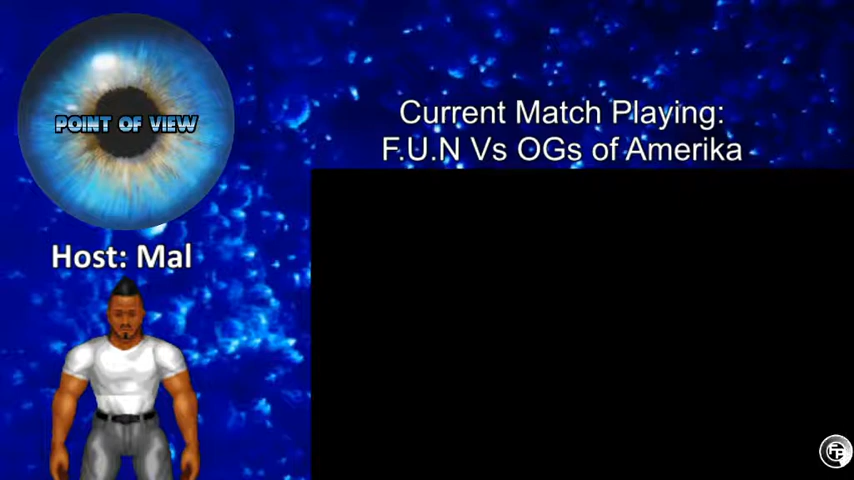 POINT OF VIEW
Current Match Playing:
F.U.N Vs OGs of Amerika
Host: Mal